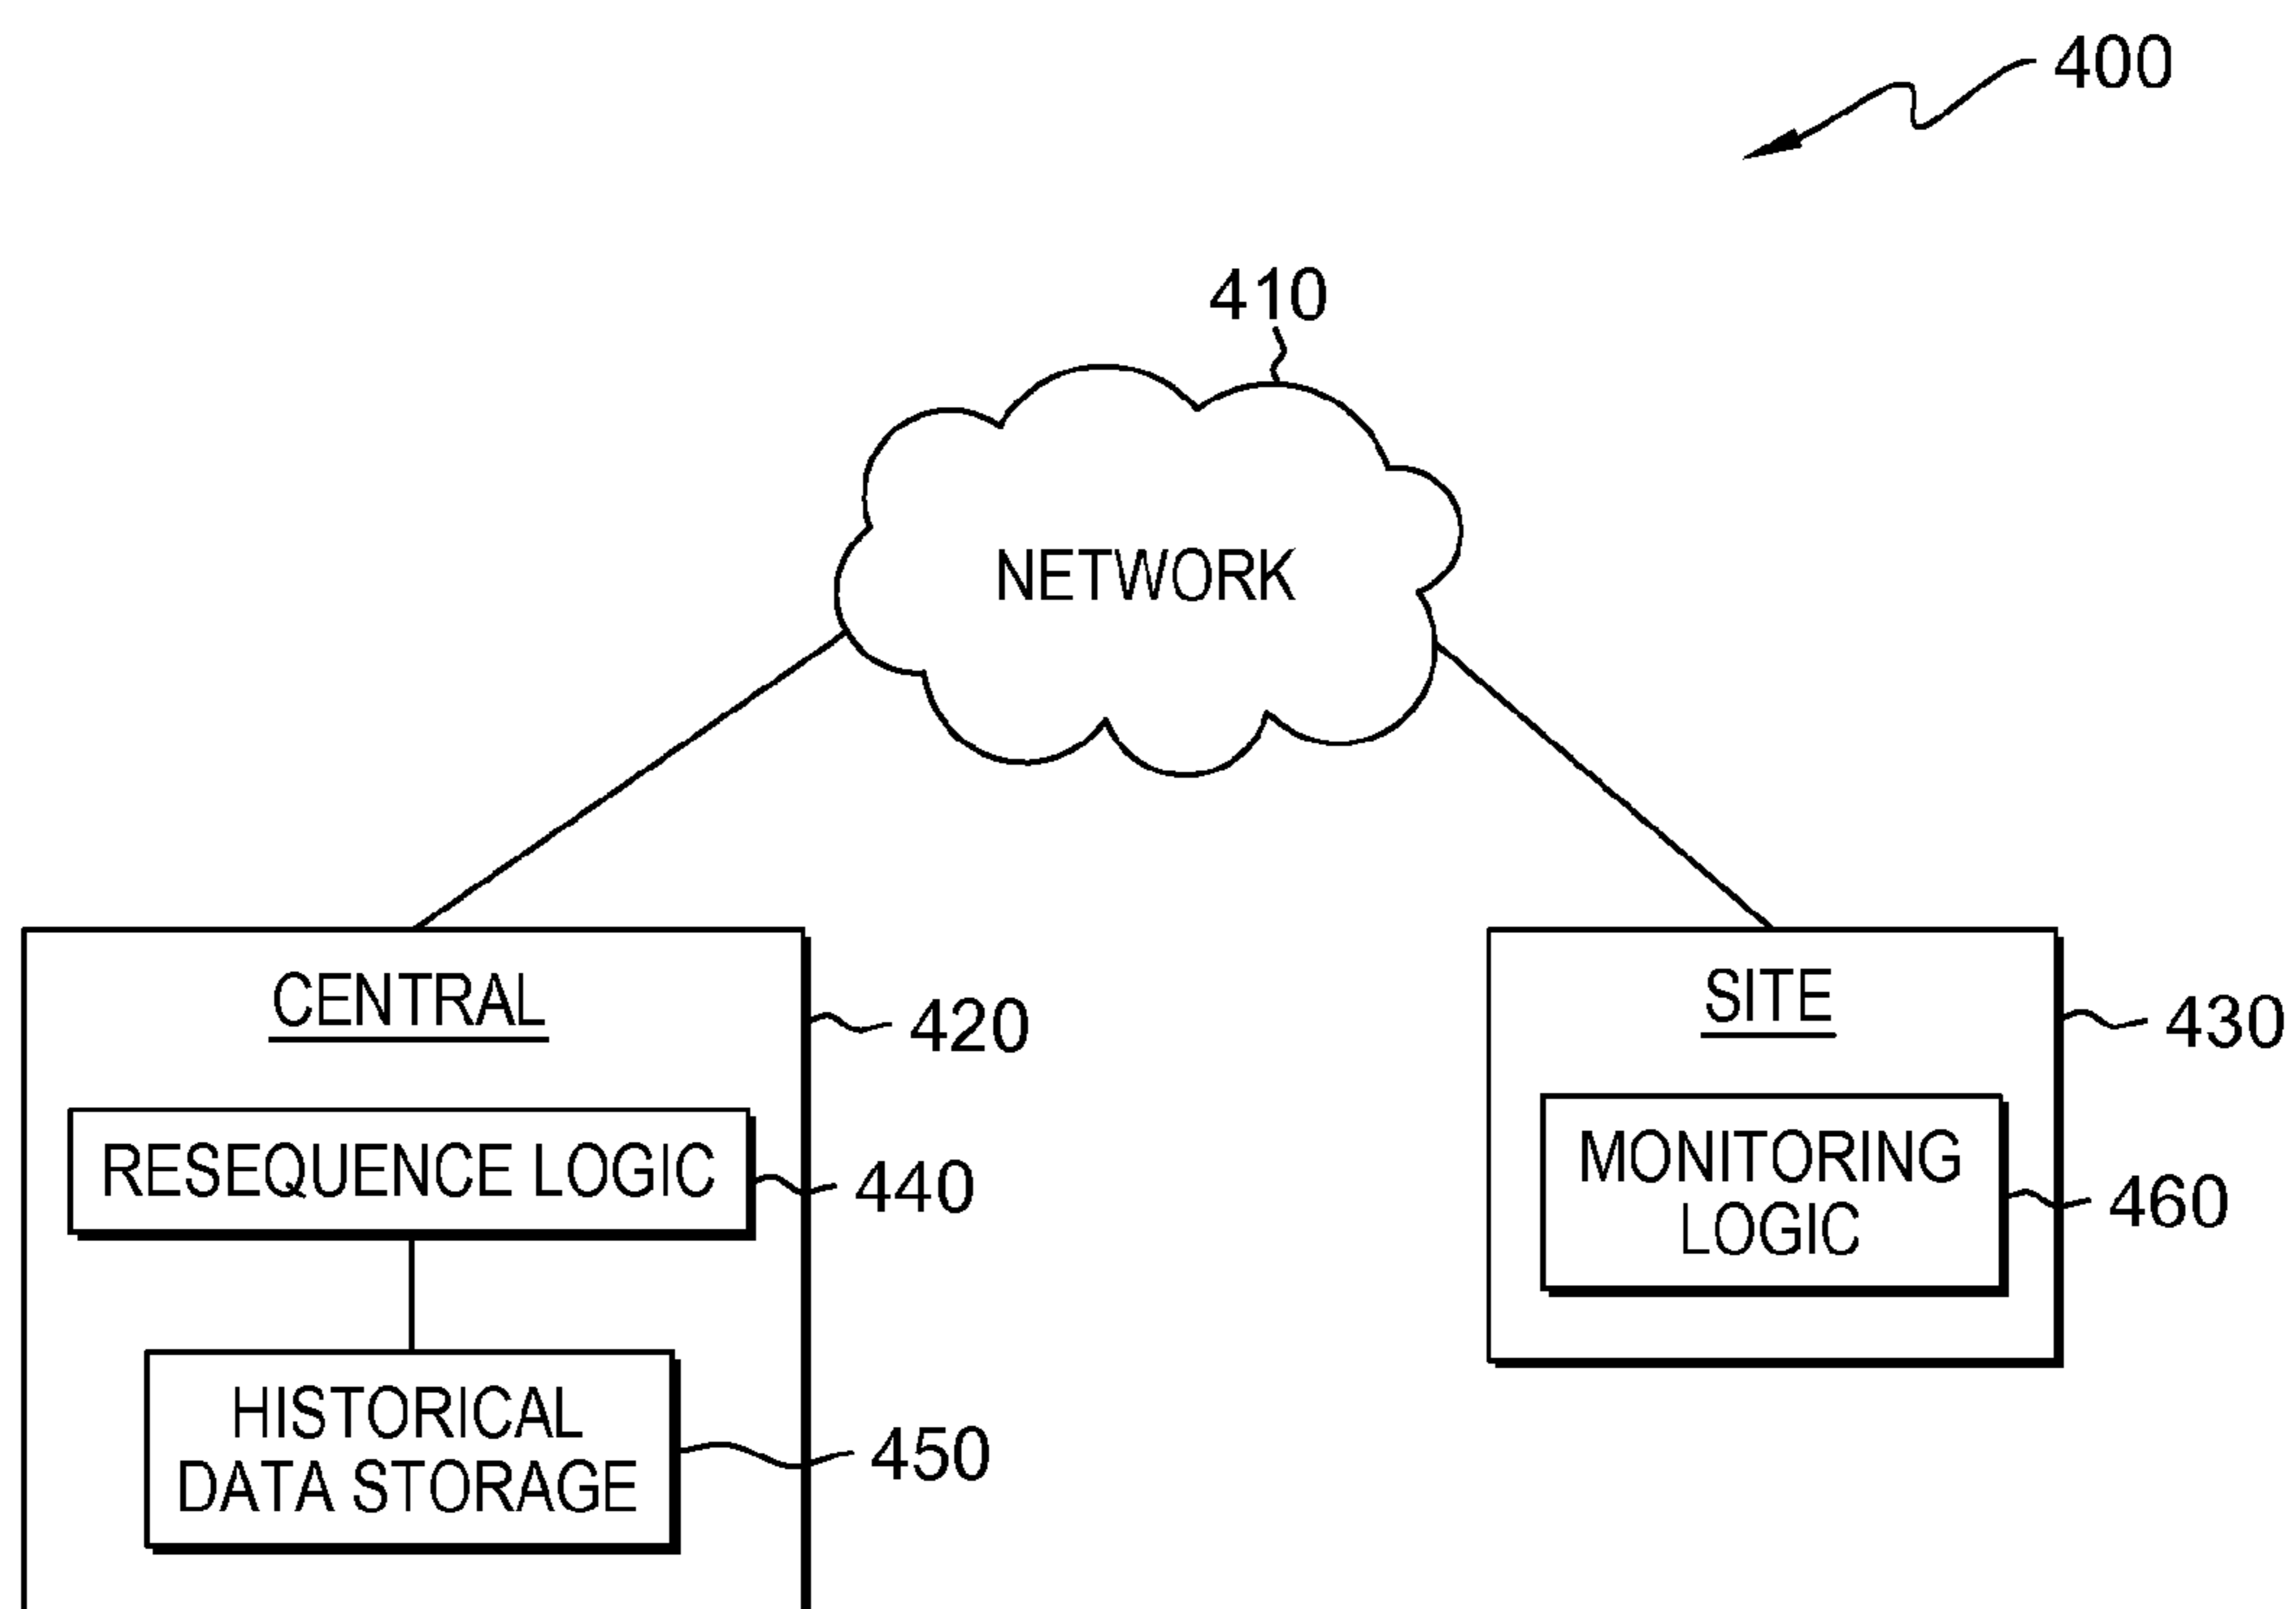 400
410
NETWORK
CENTRAL
420
RESEQUENCE LOGIC
440
HISTORICAL
DATA STORAGE
450
SITE
430
MONITORING
LOGIC
460